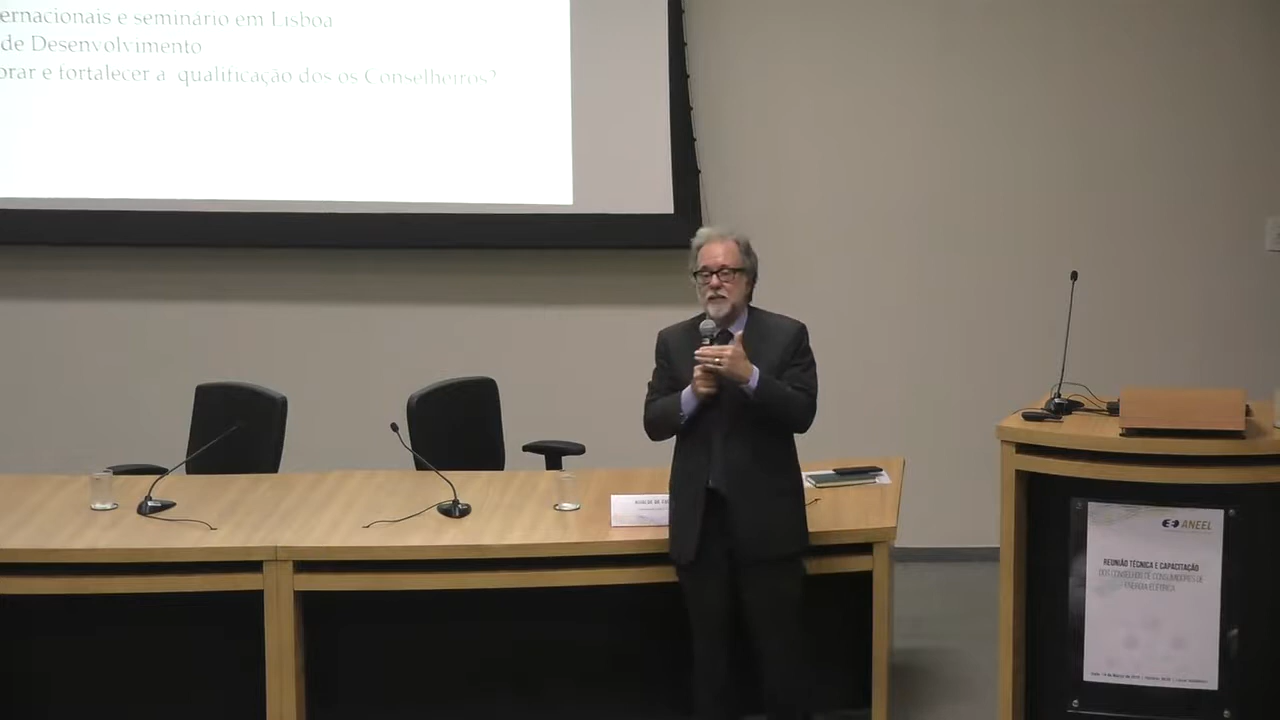 ernacionais e seminário em Lisboa
de Desenvolvimento
orar e fortalecer a qualificação dos os Conselheiros?
ANEEL
REUNIÃO TÉCNICA E CAPACITAÇÃO
DOS CONSELHOS DE CONSUMIDORES DE
ENERGIA ELÉTRICA